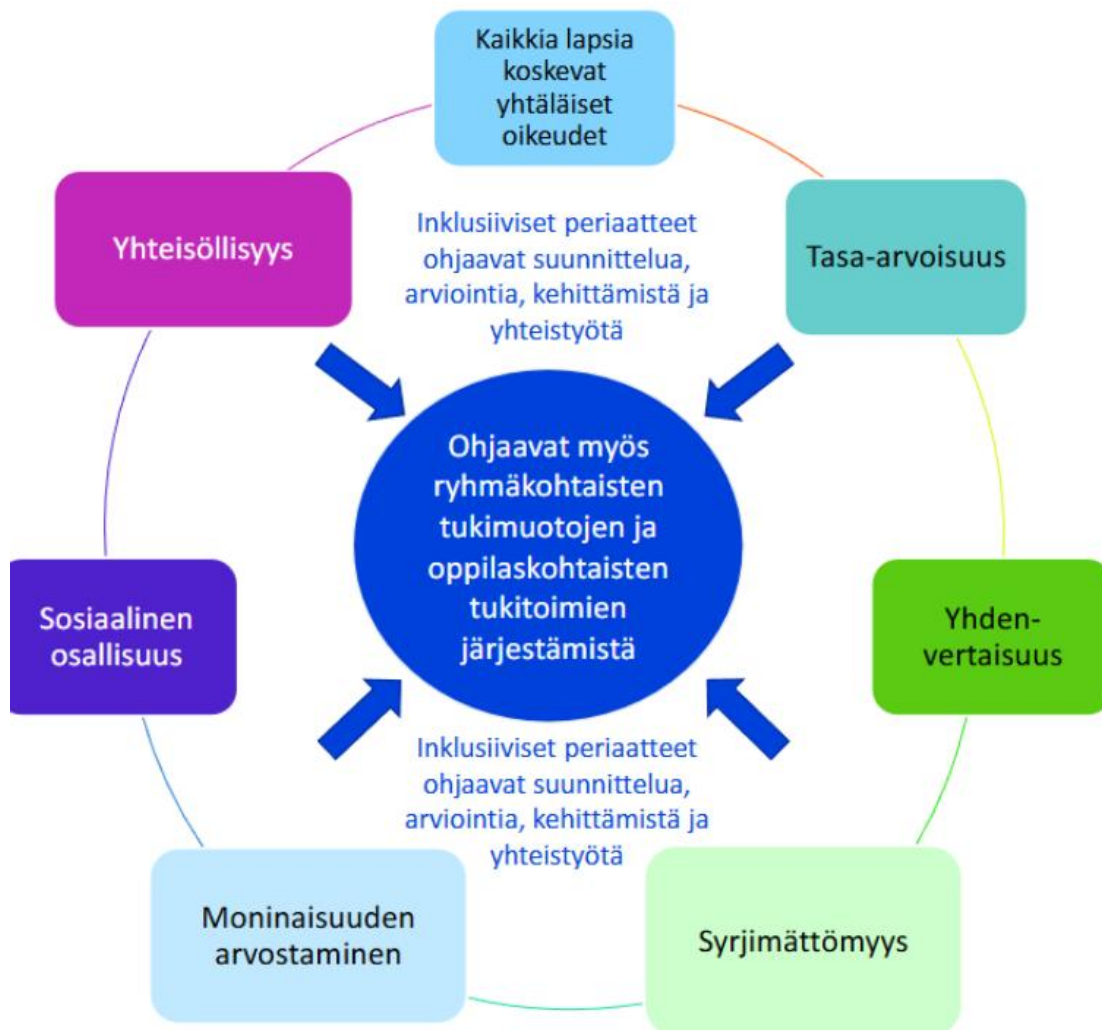 Kaikkia lapsia
koskevat
yhtäläiset
oikeudet
Yhteisöllisyys
Inklusiiviset periaatteet
ohjaavat suunnittelua,
arviointia, kehittämistä ja
yhteistyötä
Tasa-arvoisuus
Ohjaavat myös
ryhmäkohtaisten
tukimuotojen ja
oppilaskohtaisten
tukitoimien
järjestämistä
Sosiaalinen
osallisuus
Yhden-
vertaisuus
Inklusiiviset periaatteet
ohjaavat suunnittelua,
arviointia, kehittämistä ja
yhteistyötä
Moninaisuuden
arvostaminen
Syrjimättömyys